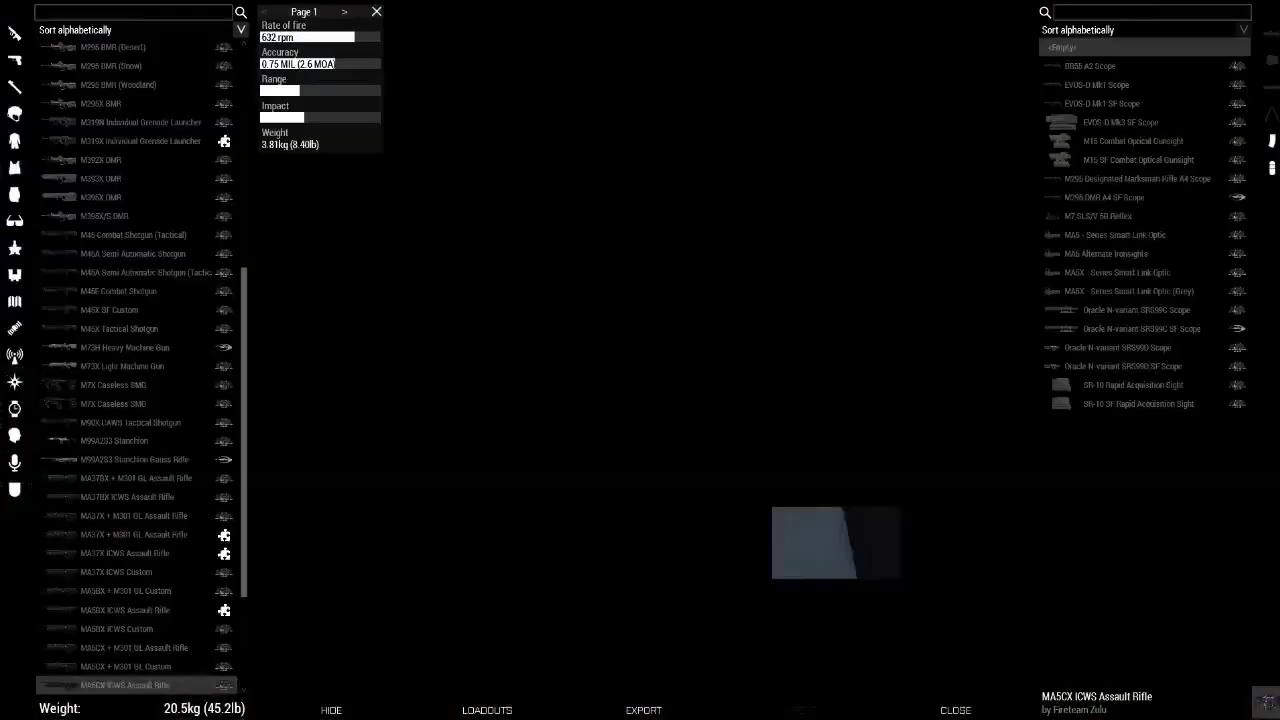 Sort alphabetically
V
M295 BMR (Desert)
M295 BMR (Snow)
M295 BMR (Woodland)
M295X BMR
M319N Individual Grenade Launcher
M319X Individual Grenade Launcher
M392X DMR
M393X DMR
M395X DMR
M395X/S DMR
M45 Combat Shotgun (Tactical)
M45A Semi Automatic Shotgun
M45A Semi Automatic Shotgun (Tactic
M45E Combat Shotgun
M45X SF Custom
M45X Tactical Shotgun
M73H Heavy Machine Gun
M73X Light Machine Gun
M7X Caseless SMG
M7X Caseless SMG
M90X CAWS Tactical Shotgun
M99A2S3 Stanchion
M99A2S3 Stanchion Gauss Rifle
MA37BX + M301 GL Assault Rifle
MA37BX ICWS Assault Rifle
MA37X + M301 GL Assault Rifle
MA37X + M301 GL Assault Rifle
MA37X ICWS Assault Rifle
MA37X ICWS Custom
MA5BX + M301 GL Custom
MA5BX ICWS Assault Rifle
MA5BX ICWS Custom
MA5CX + M301 GL Assault Rifle
MA5CX + M301 GL Custom
MA5CX ICWS Assault Rifle
Weight: 20.5kg (45.2lb)
< Page 1 > X
Rate of fire
632 rpm
Accuracy
0.75 MIL (2.6 MOA)
Range
Impact
Weight
3.81kg (8.40lb)
HIDE LOADOUTS EXPORT CLOSE
Sort alphabetically
V
<Empty>
BR55 A2 Scope
EVOS-D Mk1 Scope
EVOS-D Mk1 SF Scope
EVOS-D Mk3 SF Scope
M15 Combat Optical Gunsight
M15 SF Combat Optical Gunsight
M295 Designated Marksman Rifle A4 Scope
M295 DMR A4 SF Scope
M7 SLS/V 5B Reflex
MA5 - Series Smart Link Optic
MA5 Alternate Ironsights
MA5X - Series Smart Link Optic
MA5X - Series Smart Link Optic (Grey)
Oracle N-variant SRS99C Scope
Oracle N-variant SRS99C SF Scope
Oracle N-variant SRS99D Scope
Oracle N-variant SRS99D SF Scope
SR-10 Rapid Acquisition Sight
SR-10 SF Rapid Acquisition Sight
MA5CX ICWS Assault Rifle
by Fireteam Zulu